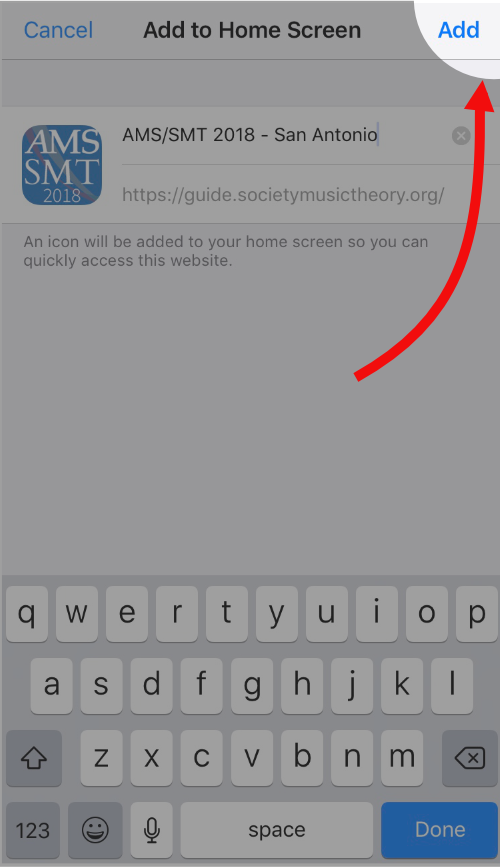 Cancel Add to Home Screen Add
AMS/SMT 2018 - San Antonio
AMS
SMT
2018
https://guide.societymusictheory.org/
An icon will be added to your home screen so you can
quickly access this website.
q w e r t y u i o p
a s d f g h j k l
z x c v b n m
123 space Done